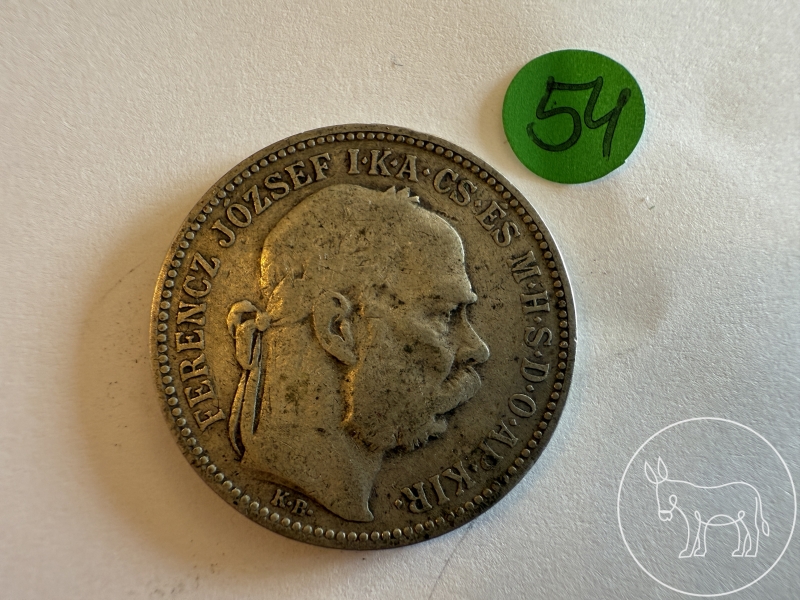 54
FERENCZ JÓZSEF I·K·A·CS·ÉS M·H·S·D·O·AP·KIR·
K·B·